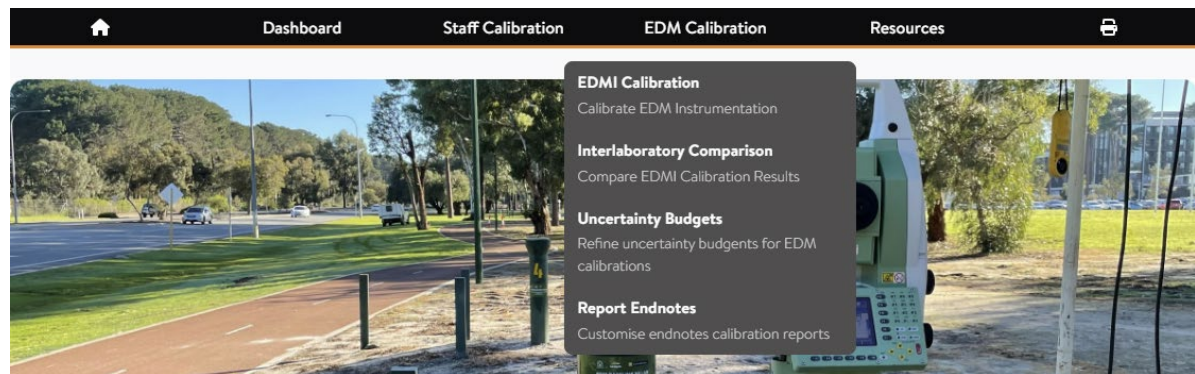 Dashboard Staff Calibration EDM Calibration Resources
EDMI Calibration
Calibrate EDM Instrumentation
Interlaboratory Comparison
Compare EDMI Calibration Results
Uncertainty Budgets
Refine uncertainty budgents for EDM
calibrations
Report Endnotes
Customise endnotes calibration reports
4